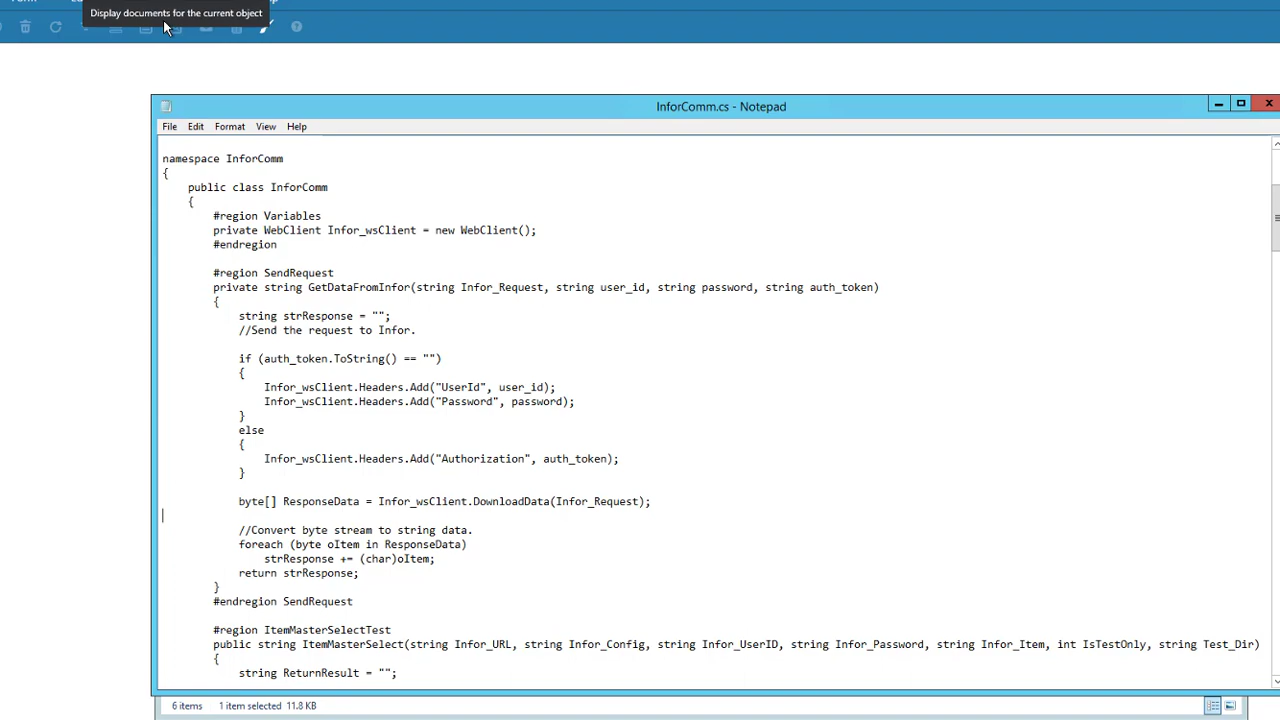 Display documents for the current object
InforComm.cs - Notepad
File Edit Format View Help
namespace InforComm
{
public class InforComm
{
#region Variables
private WebClient Infor_wsClient = new WebClient();
#endregion
#region SendRequest
private string GetDataFromInfor(string Infor_Request, string user_id, string password, string auth_token)
{
string strResponse = "";
//Send the request to Infor.
if (auth_token.ToString() == "")
{
Infor_wsClient.Headers.Add("UserId", user_id);
Infor_wsClient.Headers.Add("Password", password);
}
else
{
Infor_wsClient.Headers.Add("Authorization", auth_token);
}
byte[] ResponseData = Infor_wsClient.DownloadData(Infor_Request);
//Convert byte stream to string data.
foreach (byte oItem in ResponseData)
strResponse += (char)oItem;
return strResponse;
}
#endregion SendRequest
#region ItemMasterSelectTest
public string ItemMasterSelect(string Infor_URL, string Infor_Config, string Infor_UserID, string Infor_Password, string Infor_Item, int IsTestOnly, string Test_Dir)
{
string ReturnResult = "";
6 items 1 item selected 11.8 KB